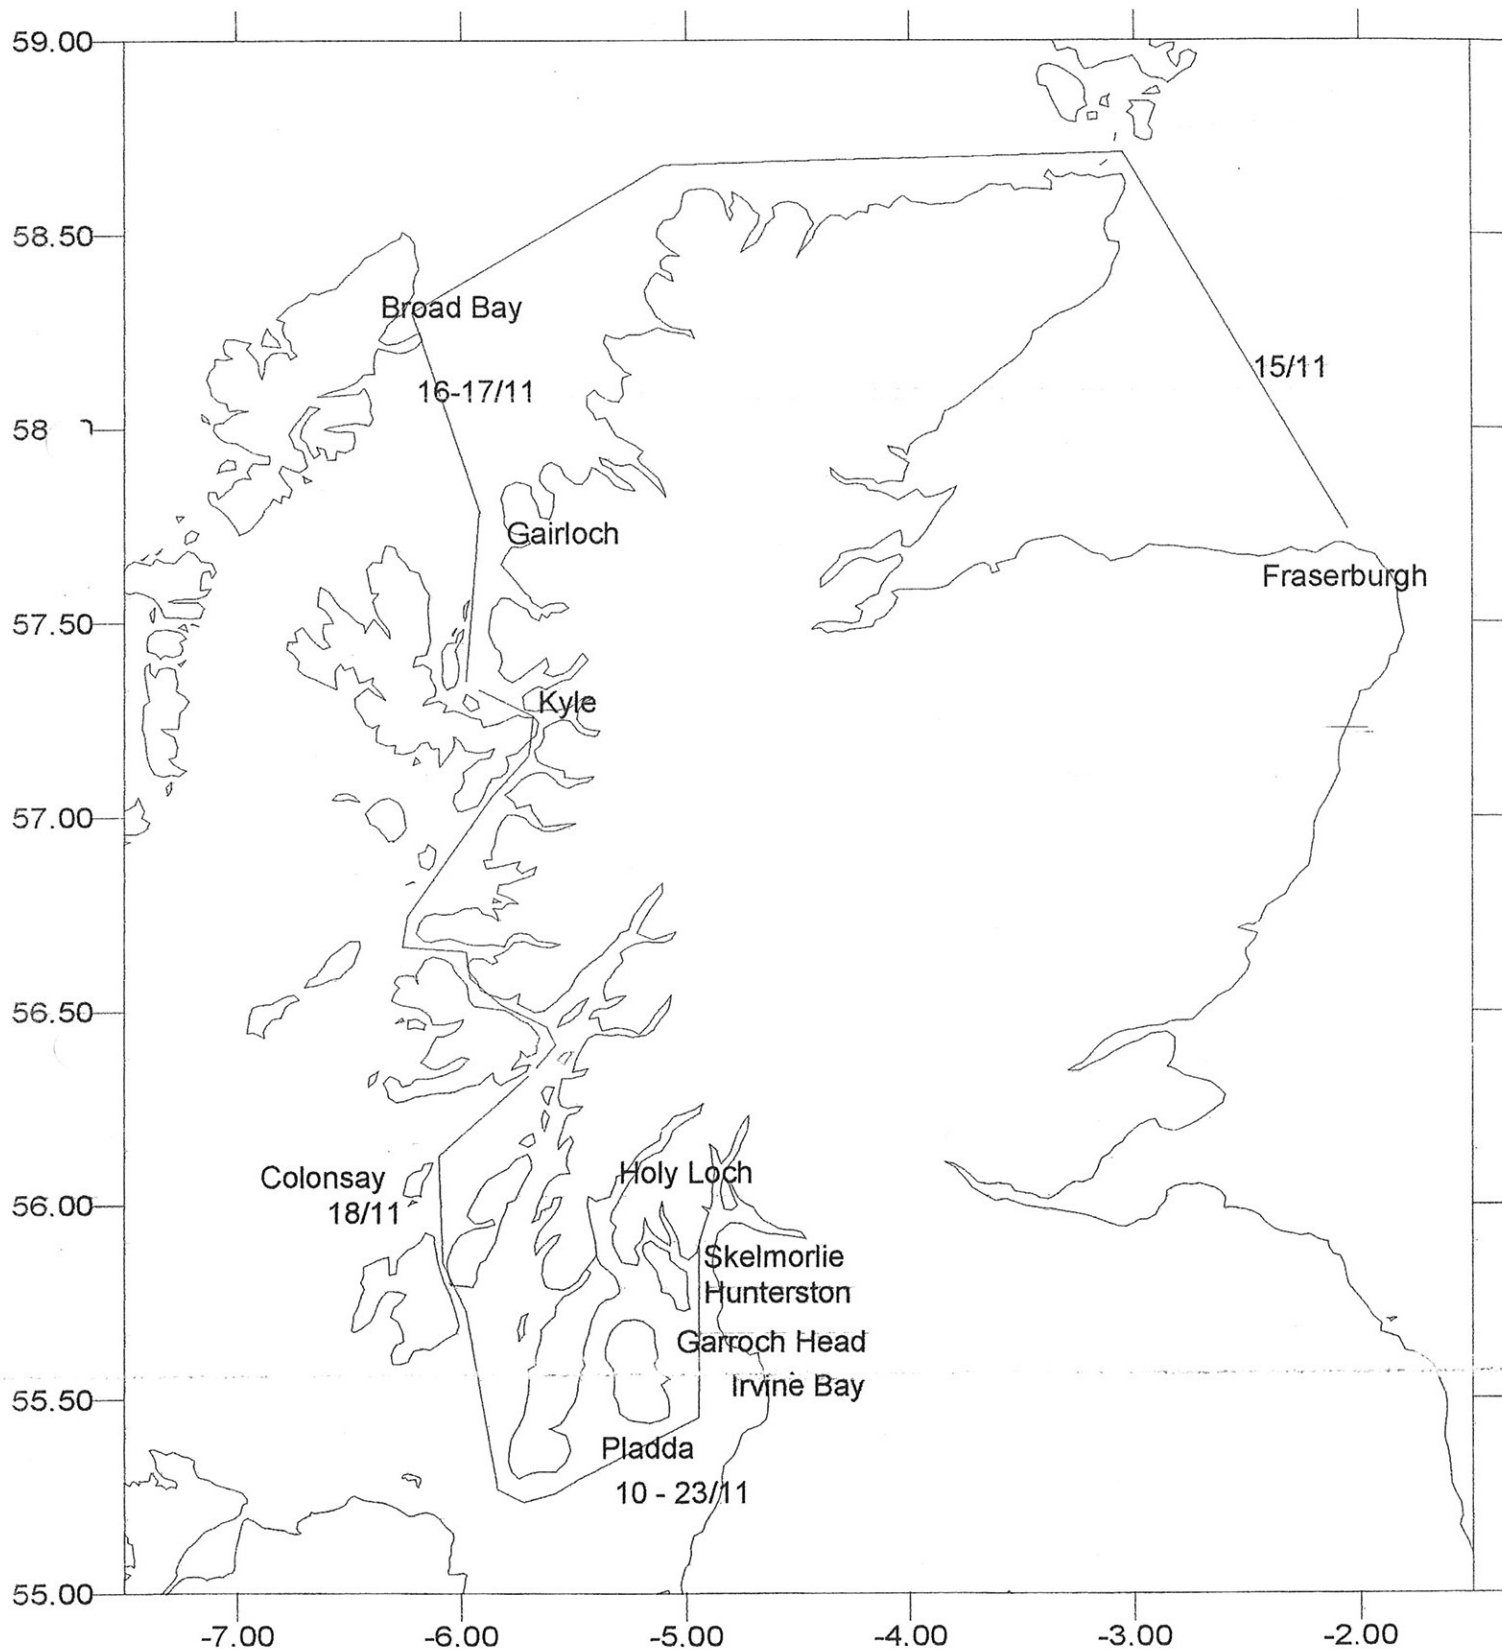 59.00
58.50
Broad Bay
15/11
16-17/11
58
Gairloch
Fraserburgh
57.50
Kyle
57.00
56.50
Holy Loch
Colonsay
56.00
18/11
Skelmorlie
Hunterston
Garroch Head
Irvine Bay
55.50
Pladda
10 - 23/11
55.00
-7.00 -6.00 -5.00 -4.00 -3.00 -2.00